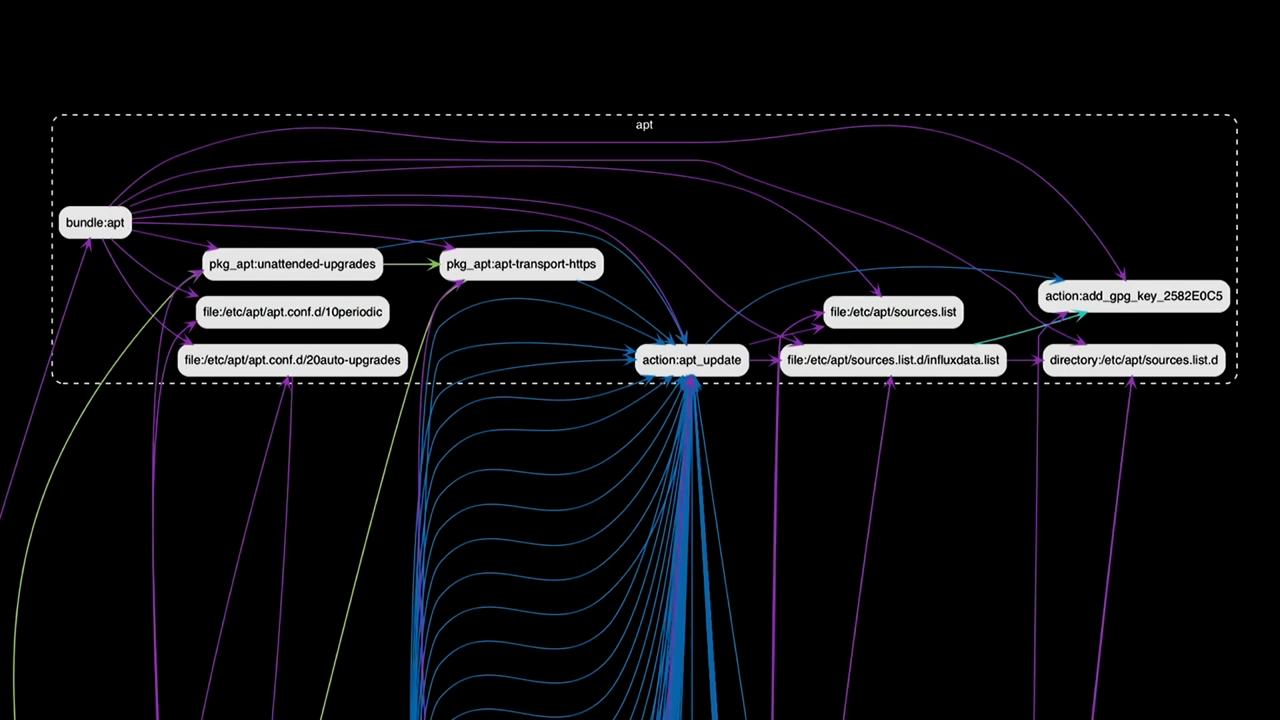 apt
bundle:apt
pkg_apt:unattended-upgrades
pkg_apt:apt-transport-https
action:add_gpg_key_2582E0C5
file:/etc/apt/apt.conf.d/10periodic
file:/etc/apt/sources.list
file:/etc/apt/apt.conf.d/20auto-upgrades
action:apt_update
file:/etc/apt/sources.list.d/influxdata.list
directory:/etc/apt/sources.list.d